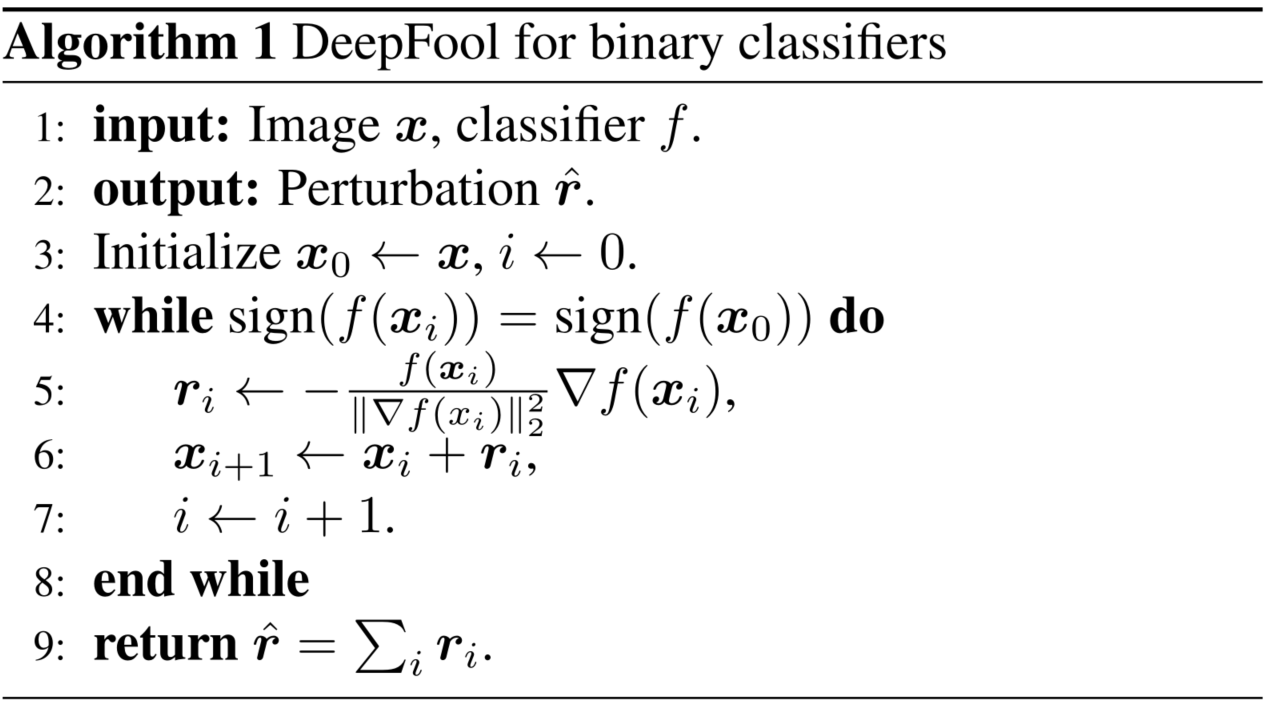 Algorithm 1 DeepFool for binary classifiers
1: input: Image $\boldsymbol{x}$, classifier $f$.
2: output: Perturbation $\hat{\boldsymbol{r}}$.
3: Initialize $\boldsymbol{x}_0 \leftarrow \boldsymbol{x}$, $i \leftarrow 0$.
4: while $\text{sign}(f(\boldsymbol{x}_i)) = \text{sign}(f(\boldsymbol{x}_0))$ do
5: $\boldsymbol{r}_i \leftarrow -\frac{f(\boldsymbol{x}_i)}{\|\nabla f(x_i)\|_2^2} \nabla f(\boldsymbol{x}_i)$,
6: $\boldsymbol{x}_{i+1} \leftarrow \boldsymbol{x}_i + \boldsymbol{r}_i$,
7: $i \leftarrow i + 1$.
8: end while
9: return $\hat{\boldsymbol{r}} = \sum_i \boldsymbol{r}_i$.